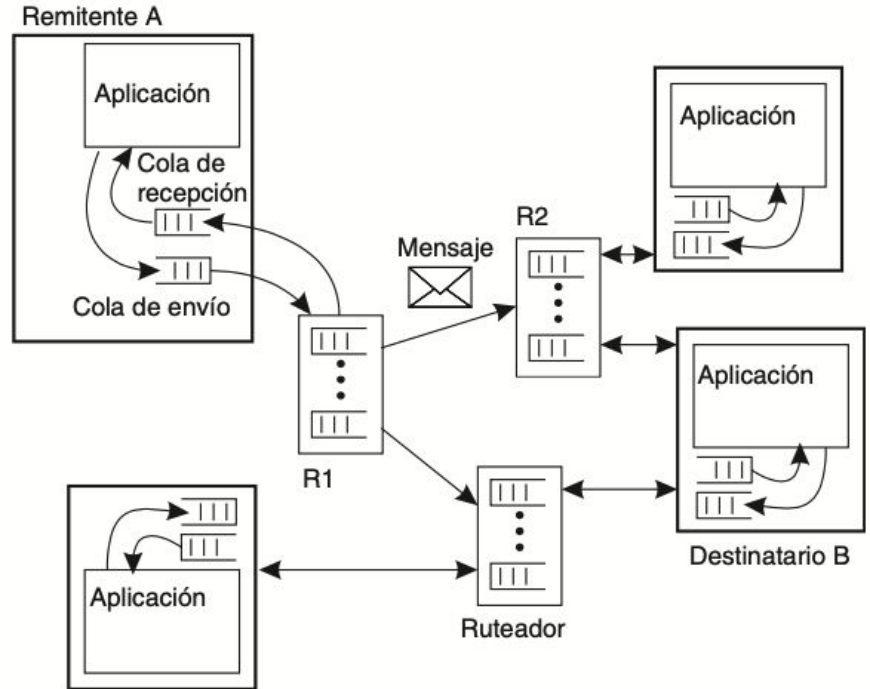 Remitente A
Aplicación
Cola de
recepción
Cola de envío
R1
Mensaje
R2
Aplicación
Aplicación
Destinatario B
Aplicación
Ruteador